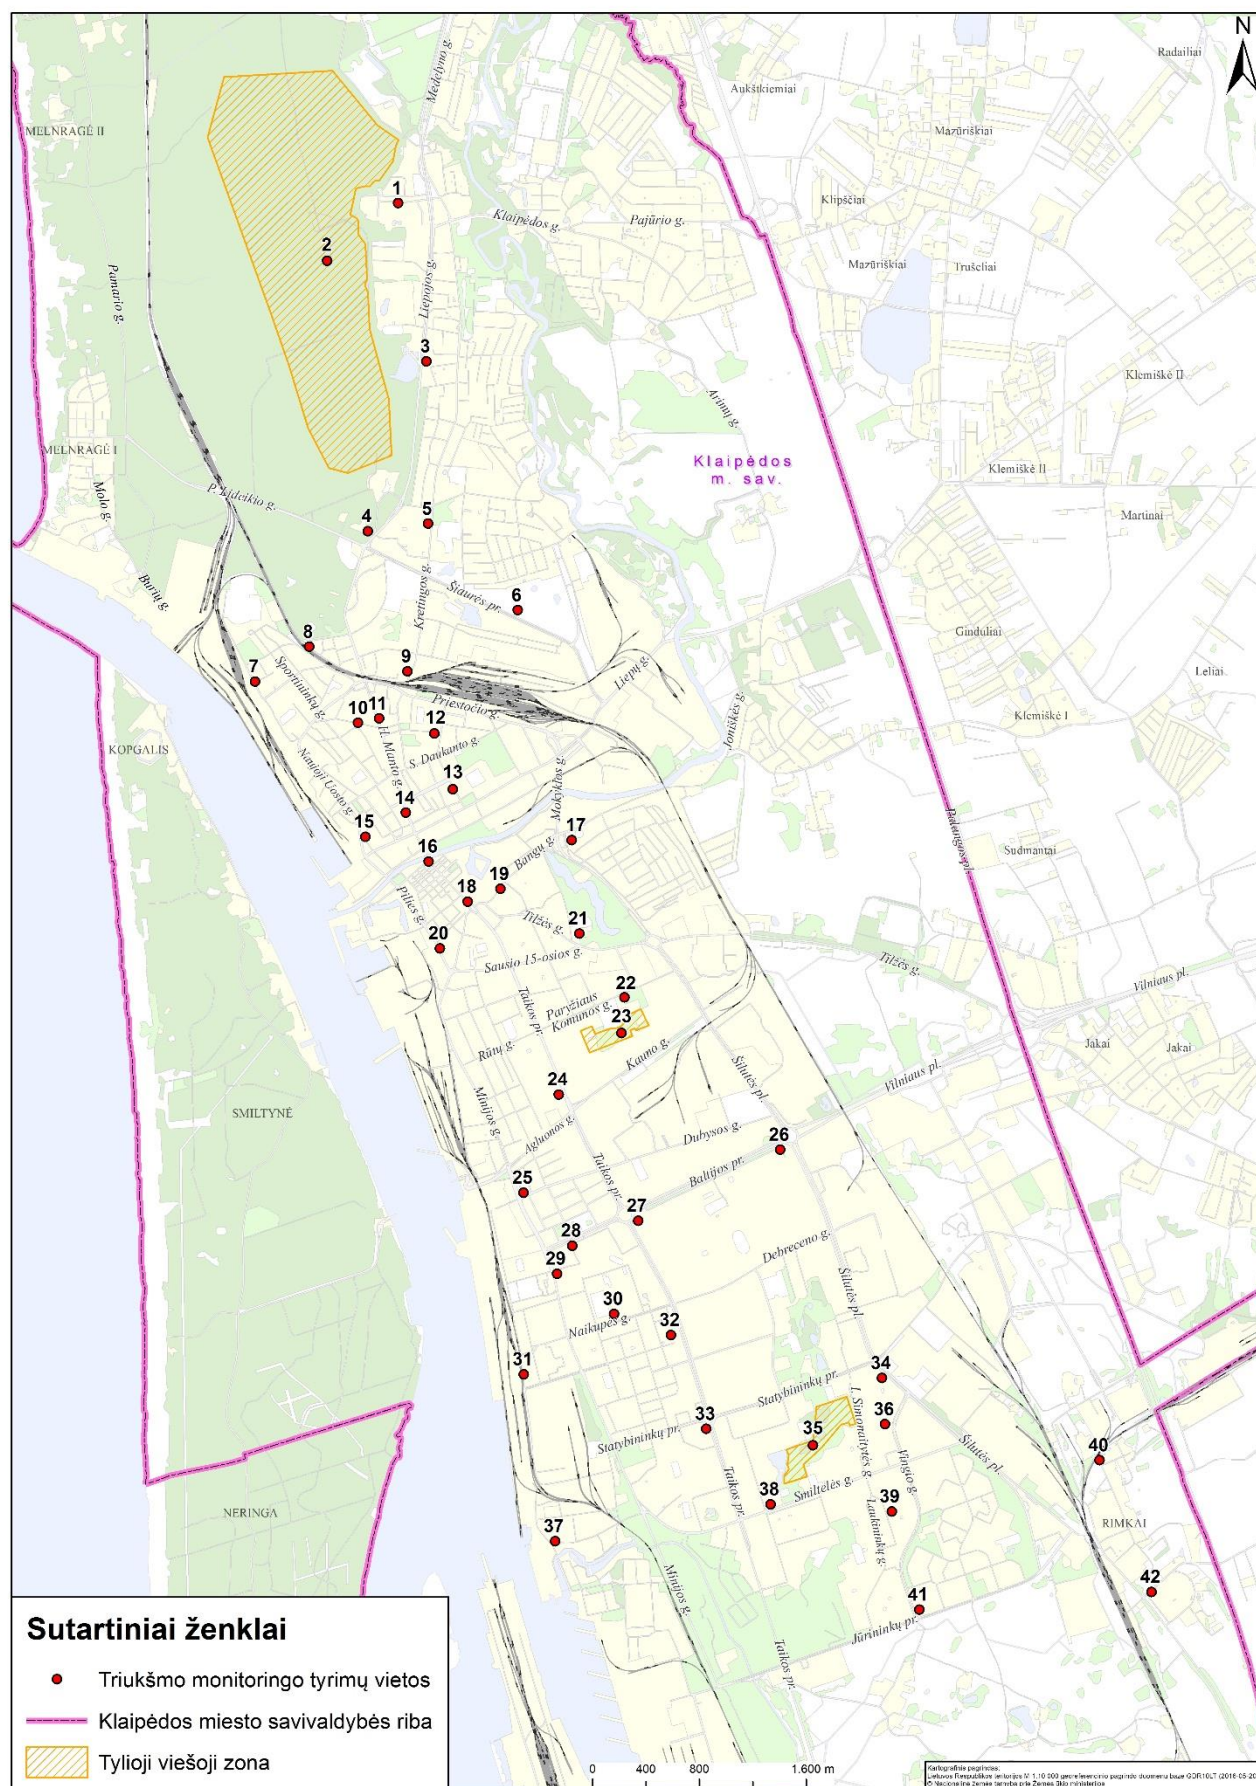 N
Radailiai
Medelyno g.
Aukštkiemiai
MELNRAGĖ II
Mazūriškiai
1
Klipščiai
Klaipėdos g.
Pajūrio g.
2
Mazūriškiai
Trušeliai
Pamario g.
Liepojos g.
3
Klemiškė II
Arimų g.
MELNRAGĖ I
Klaipėdos
m. sav.
Klemiškė II
Molo g.
P. Lideikio g.
Martinai
4
5
Burių g.
Kretingos g.
Šiaurės pr.
6
Ginduliai
8
7
9
Sportininkų g.
Liepų g.
Leliai
Priestočio g.
10
11
12
H. Manto g.
S. Daukanto g.
Joniškės g.
Klemiškė I
KOPGALIS
Naujoji Uosto g.
13
Mokyklos g.
14
15
16
17
Bangų g.
Palangos pl.
Sudmantai
19
18
Pilies g.
Tilžės g.
21
20
Sausio 15-osios g.
Tilžės g.
Vilniaus pl.
22
Paryžiaus
Komunos g.
Taikos pr.
23
Rūtų g.
Kauno g.
Jakai
Jakai
24
Šilutės pl.
Vilniaus pl.
SMILTYNĖ
Minijos g.
Agluonos g.
Dubysos g.
26
Taikos pr.
Baltijos pr.
25
27
28
Debreceno g.
29
Šilutės pl.
30
Naikupės g.
32
31
34
Statybininkų pr.
33
I. Simonaitytės g.
36
Statybininkų pr.
35
Jingio g.
Šilutės pl.
40
Taikos pr.
38
Smiltelės g.
39
NERINGA
Laukininkų g.
RIMKAI
37
Minijos g.
42
41
Jūrininkų pr.
Taikos pr.
Sutartiniai ženklai
Triukšmo monitoringo tyrimų vietos
Klaipėdos miesto savivaldybės riba
Tylioji viešoji zona
0 400 800 1.600 m
Kartografinis pagrindas: